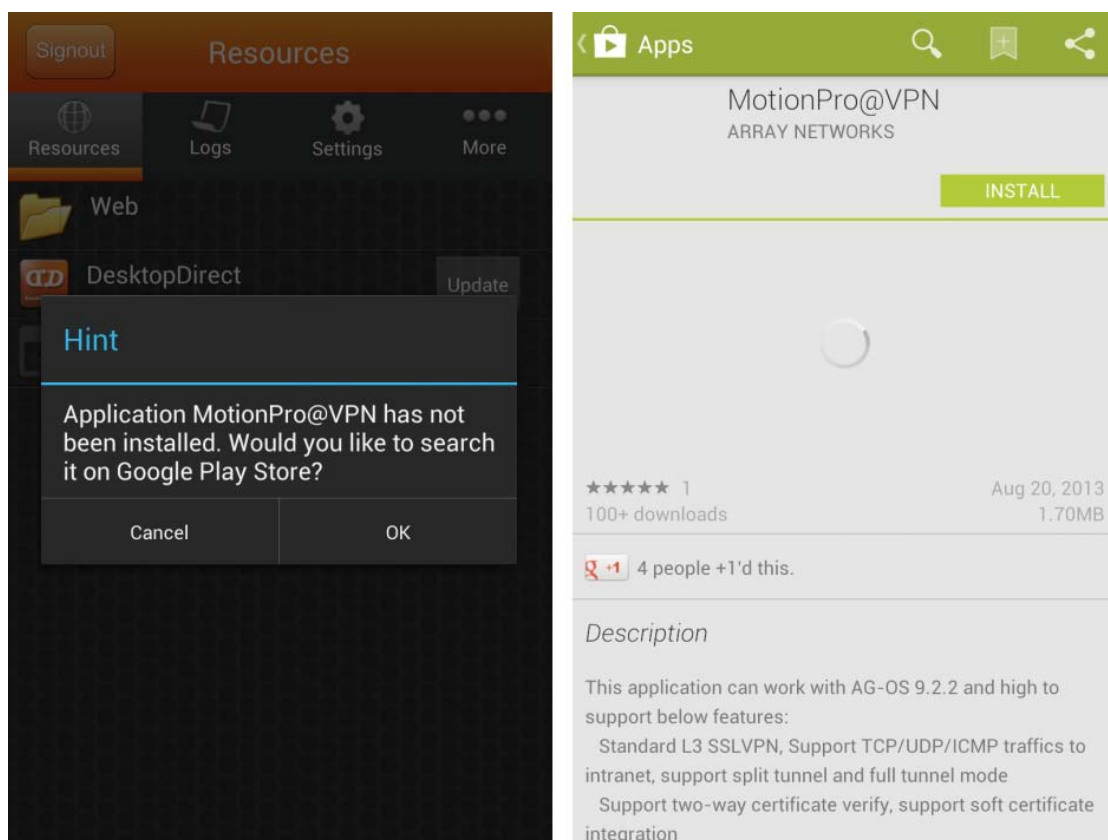 Signout
Resources
Resources
Logs
Settings
More
Web
DesktopDirect
Update
Hint
Application MotionPro@VPN has not
been installed. Would you like to search
it on Google Play Store?
Cancel
OK
Apps
MotionPro@VPN
ARRAY NETWORKS
INSTALL
★★★★★ 1
Aug 20, 2013
100+ downloads
1.70MB
g +1 4 people +1'd this.
Description
This application can work with AG-OS 9.2.2 and high to
support below features:
Standard L3 SSLVPN, Support TCP/UDP/ICMP traffics to
intranet, support split tunnel and full tunnel mode
Support two-way certificate verify, support soft certificate
integration